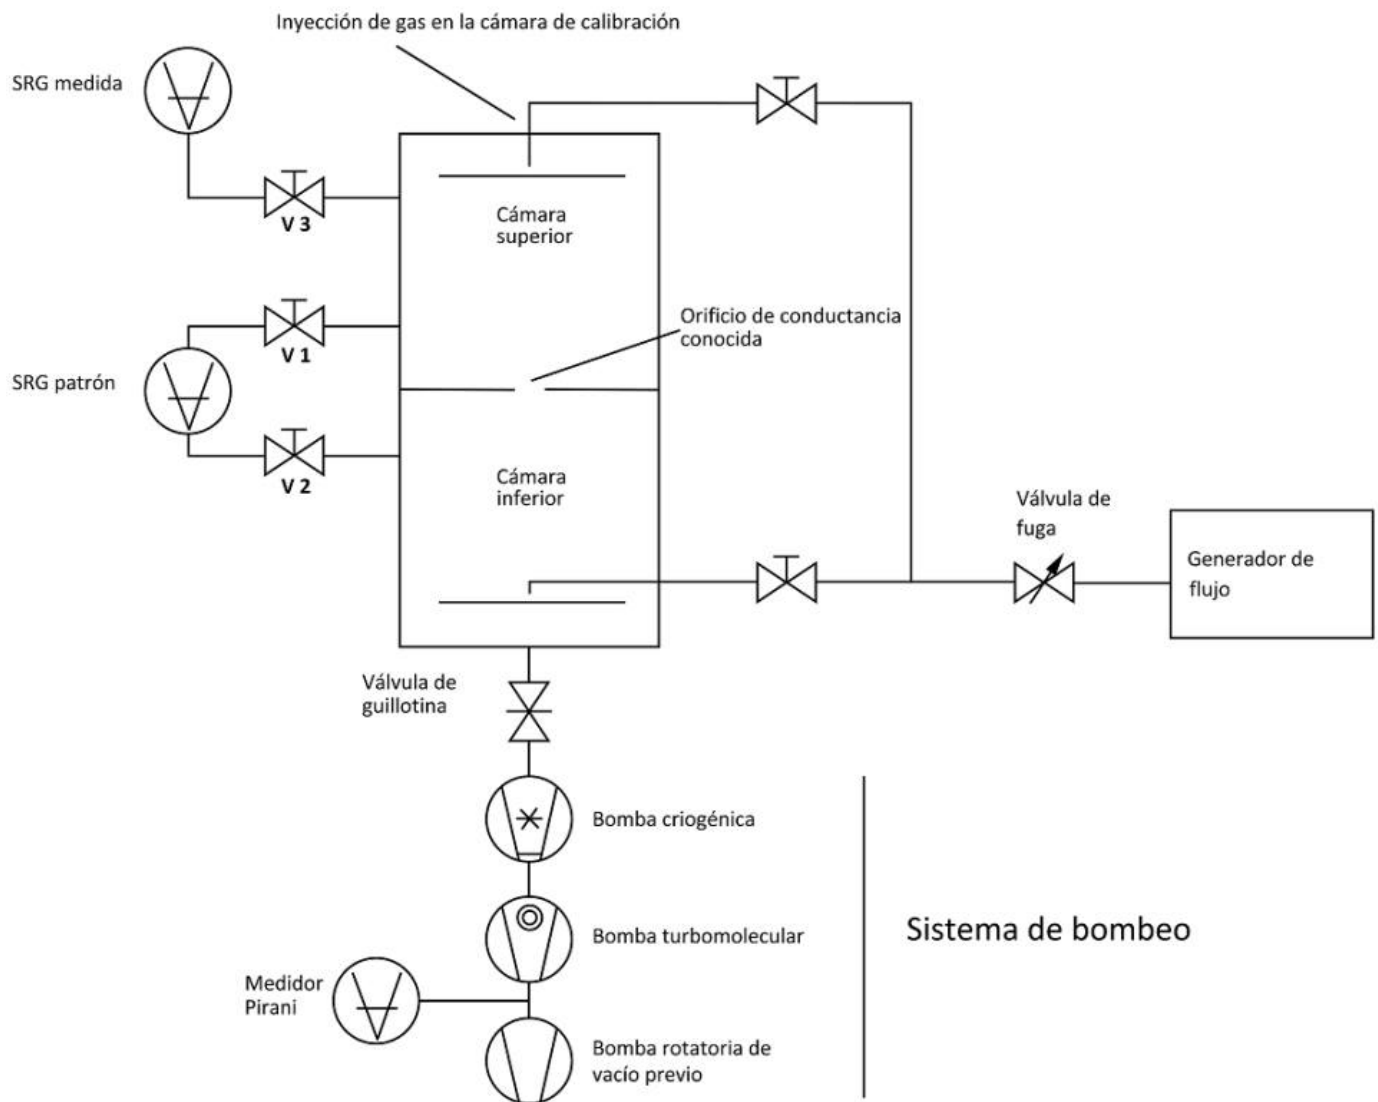 Inyección de gas en la cámara de calibración
SRG medida
V 3
Cámara
superior
V 1
Orificio de conductancia
conocida
SRG patrón
V 2
Cámara
inferior
Válvula de
fuga
Generador de
flujo
Válvula de
guillotina
Bomba criogénica
Bomba turbomolecular
Sistema de bombeo
Medidor
Pirani
Bomba rotatoria de
vacío previo